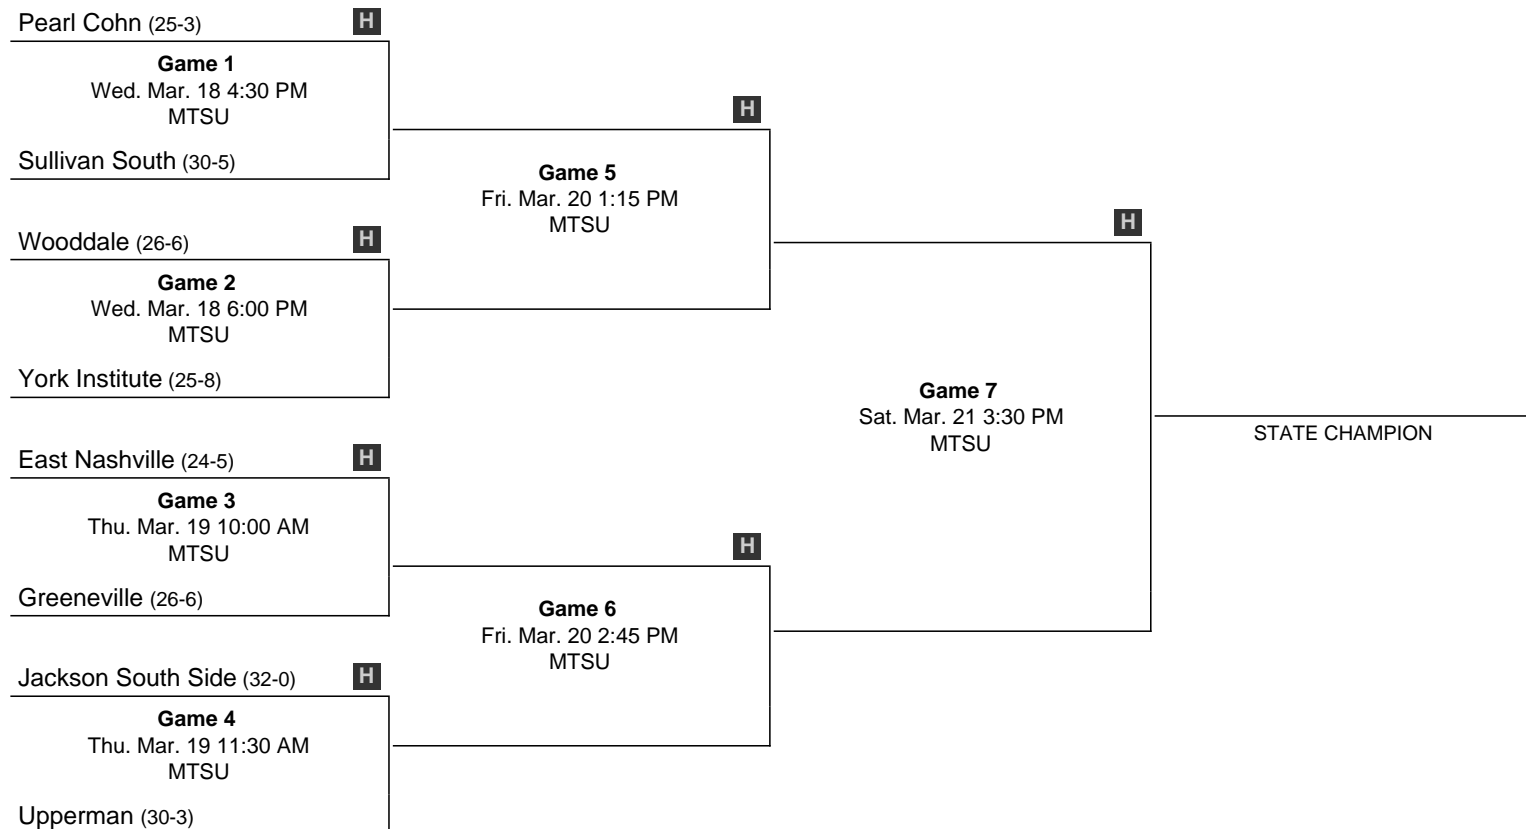 Pearl Cohn (25-3) H
Game 1
Wed. Mar. 18 4:30 PM
MTSU
Sullivan South (30-5)
H
Game 5
Fri. Mar. 20 1:15 PM
MTSU
Wooddale (26-6) H
Game 2
Wed. Mar. 18 6:00 PM
MTSU
York Institute (25-8)
H
Game 7
Sat. Mar. 21 3:30 PM
MTSU
STATE CHAMPION
East Nashville (24-5) H
Game 3
Thu. Mar. 19 10:00 AM
MTSU
Greeneville (26-6)
H
Game 6
Fri. Mar. 20 2:45 PM
MTSU
Jackson South Side (32-0) H
Game 4
Thu. Mar. 19 11:30 AM
MTSU
Upperman (30-3)